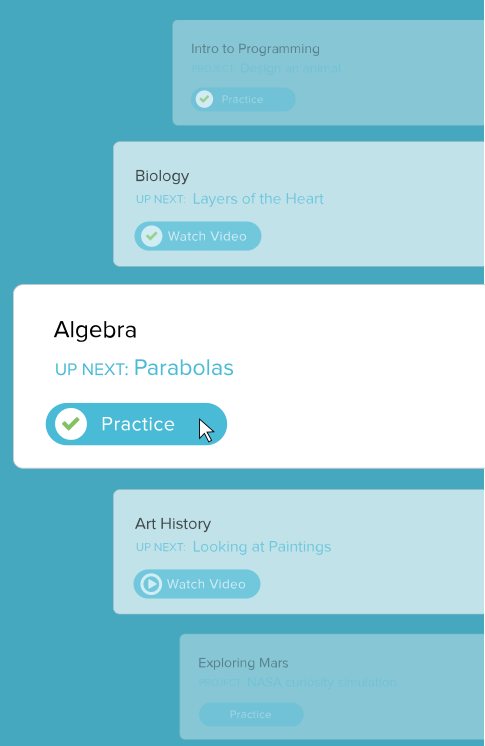 Intro to Programming
PROJECT: Design an animal
Practice
Biology
UP NEXT: Layers of the Heart
Watch Video
Algebra
UP NEXT: Parabolas
Practice
Art History
UP NEXT: Looking at Paintings
Watch Video
Exploring Mars
PROJECT: NASA curiosity simulation
Practice